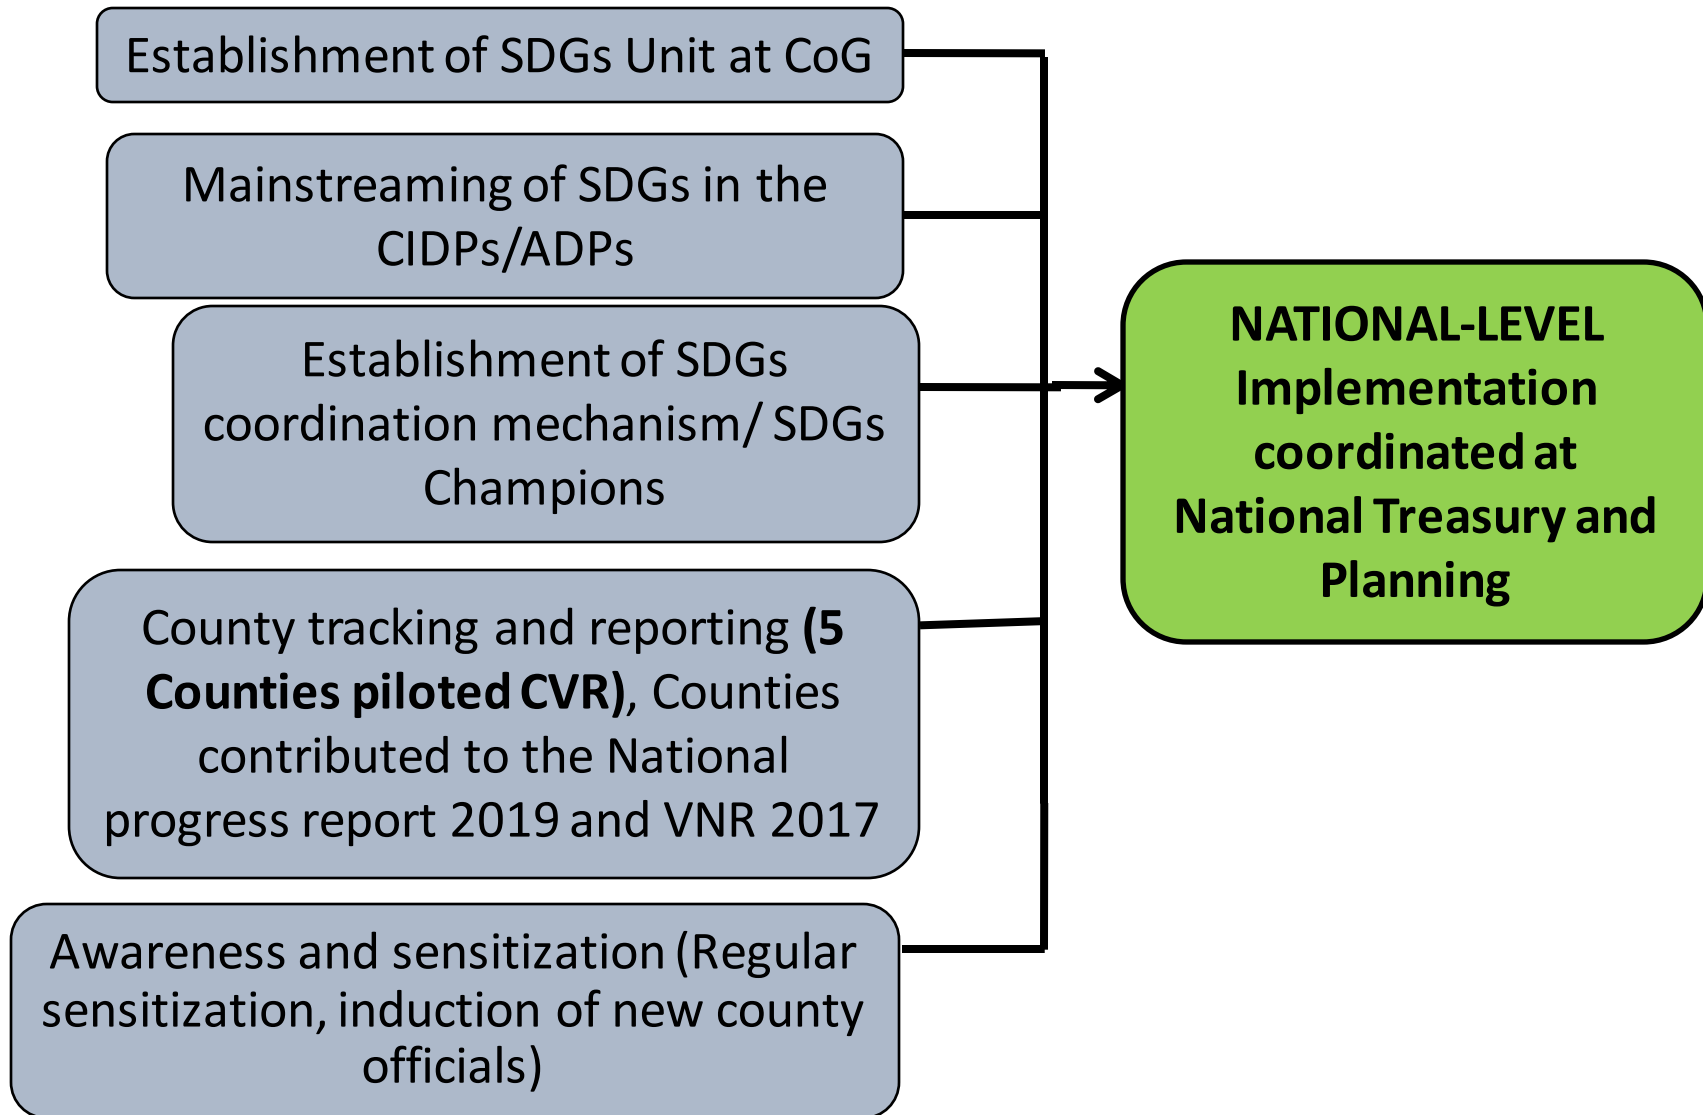 Establishment of SDGs Unit at CoG
Mainstreaming of SDGs in the
CIDPs/ADPs
Establishment of SDGs
coordination mechanism/ SDGs
Champions
County tracking and reporting (5
Counties piloted CVR), Counties
contributed to the National
progress report 2019 and VNR 2017
Awareness and sensitization (Regular
sensitization, induction of new county
officials)
NATIONAL-LEVEL
Implementation
coordinated at
National Treasury and
Planning